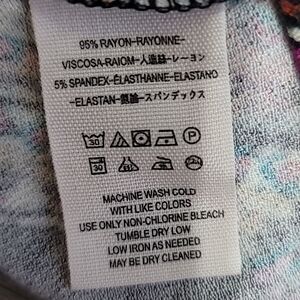 95% RAYON-RAYONNE-
VISCOSA-RAIOM-人造絲-レーヨン
5% SPANDEX-ÉLASTHANNE-ELASTANO
-ELASTAN-氨綸-スパンデックス
30 P
30
MACHINE WASH COLD
WITH LIKE COLORS
USE ONLY NON-CHLORINE BLEACH
TUMBLE DRY LOW
LOW IRON AS NEEDED
MAY BE DRY CLEANED